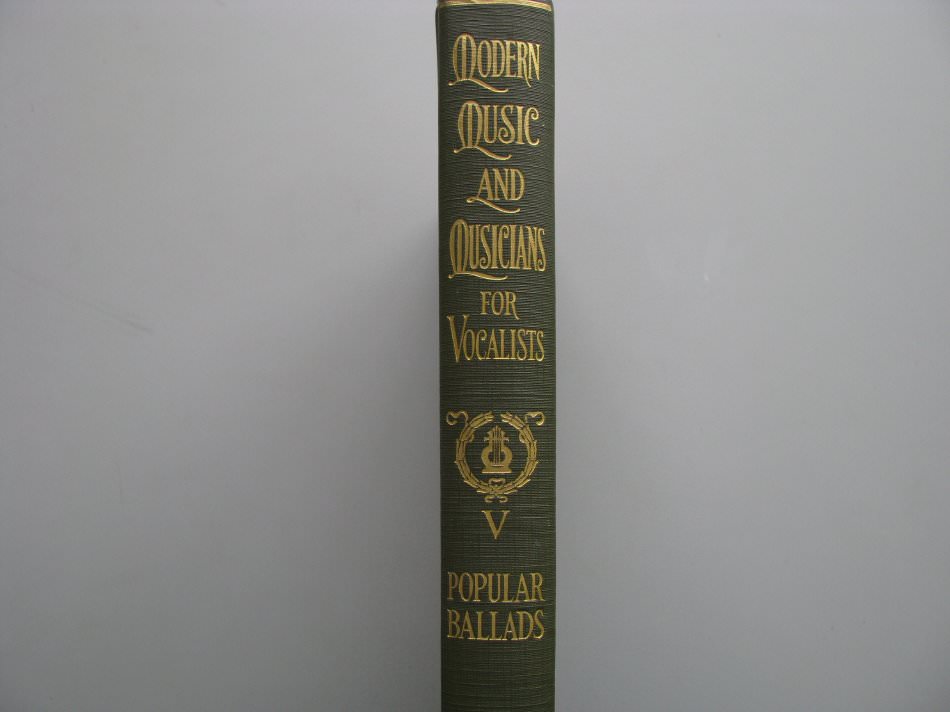 MODERN
MUSIC
AND
MUSICIANS
FOR
VOCALISTS
V
POPULAR
BALLADS